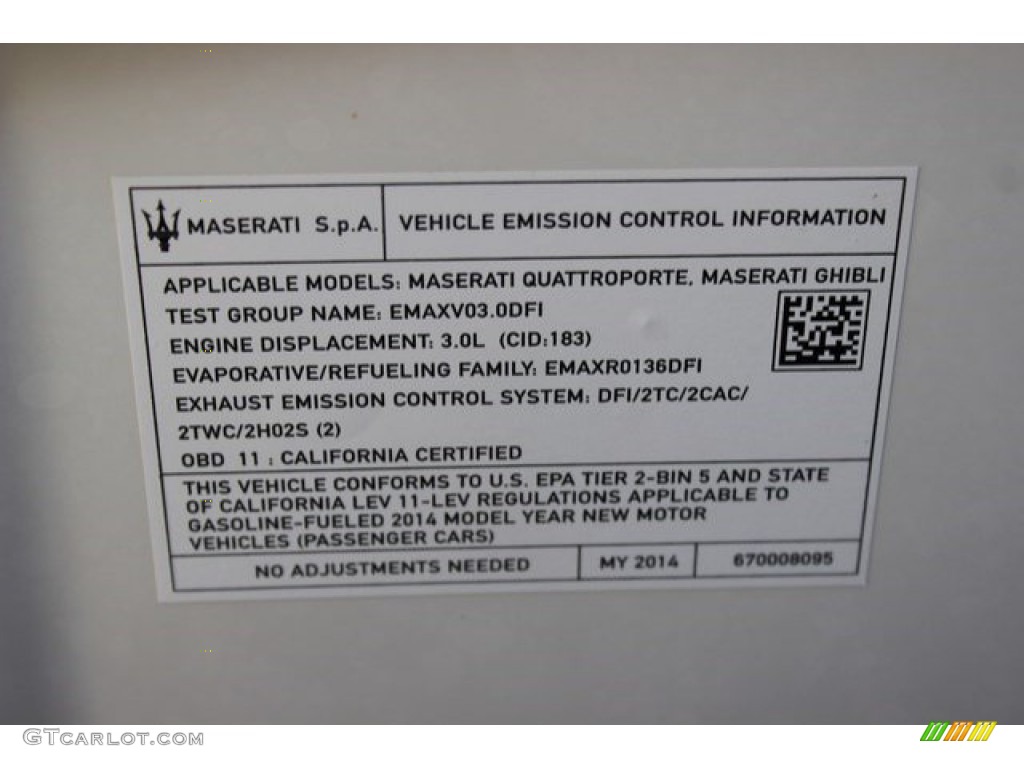 MASERATI S.p.A.
VEHICLE EMISSION CONTROL INFORMATION
APPLICABLE MODELS: MASERATI QUATTROPORTE, MASERATI GHIBLI
TEST GROUP NAME: EMAXV03.0DFI
ENGINE DISPLACEMENT: 3.0L (CID:183)
EVAPORATIVE/REFUELING FAMILY: EMAXR0136DFI
EXHAUST EMISSION CONTROL SYSTEM: DFI/2TC/2CAC/
2TWC/2HO2S (2)
OBD 11 : CALIFORNIA CERTIFIED
THIS VEHICLE CONFORMS TO U.S. EPA TIER 2-BIN 5 AND STATE
OF CALIFORNIA LEV 11-LEV REGULATIONS APPLICABLE TO
GASOLINE-FUELED 2014 MODEL YEAR NEW MOTOR
VEHICLES (PASSENGER CARS)
NO ADJUSTMENTS NEEDED
MY 2014
670008095
GTCARLOT.COM